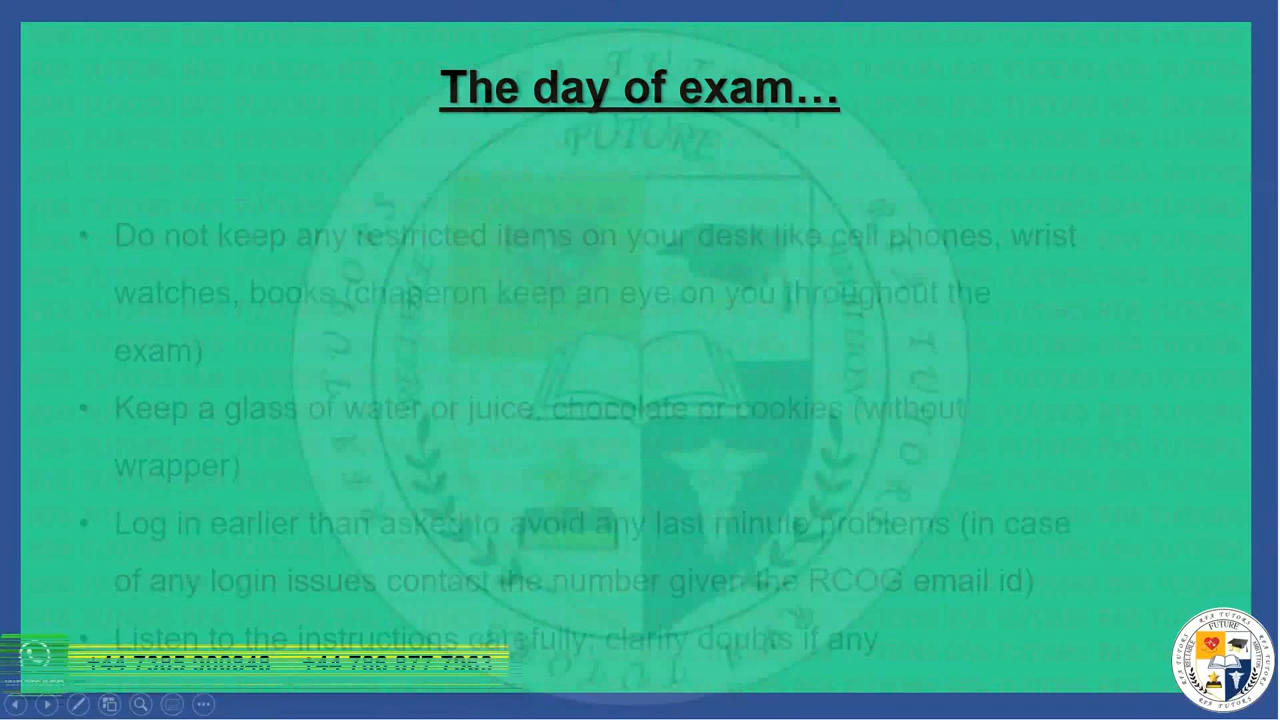 The day of exam…
• Do not keep any restricted items on your desk like cell phones, wrist
watches, books (chaperon keep an eye on you throughout the
exam)
• Keep a glass of water or juice, chocolate or cookies (without
wrapper)
• Log in earlier than asked to avoid any last minute problems (in case
of any login issues contact the number given the RCOG email id)
• Listen to the instructions carefully, clarify doubts if any
FUTURE
RFA TUTORS